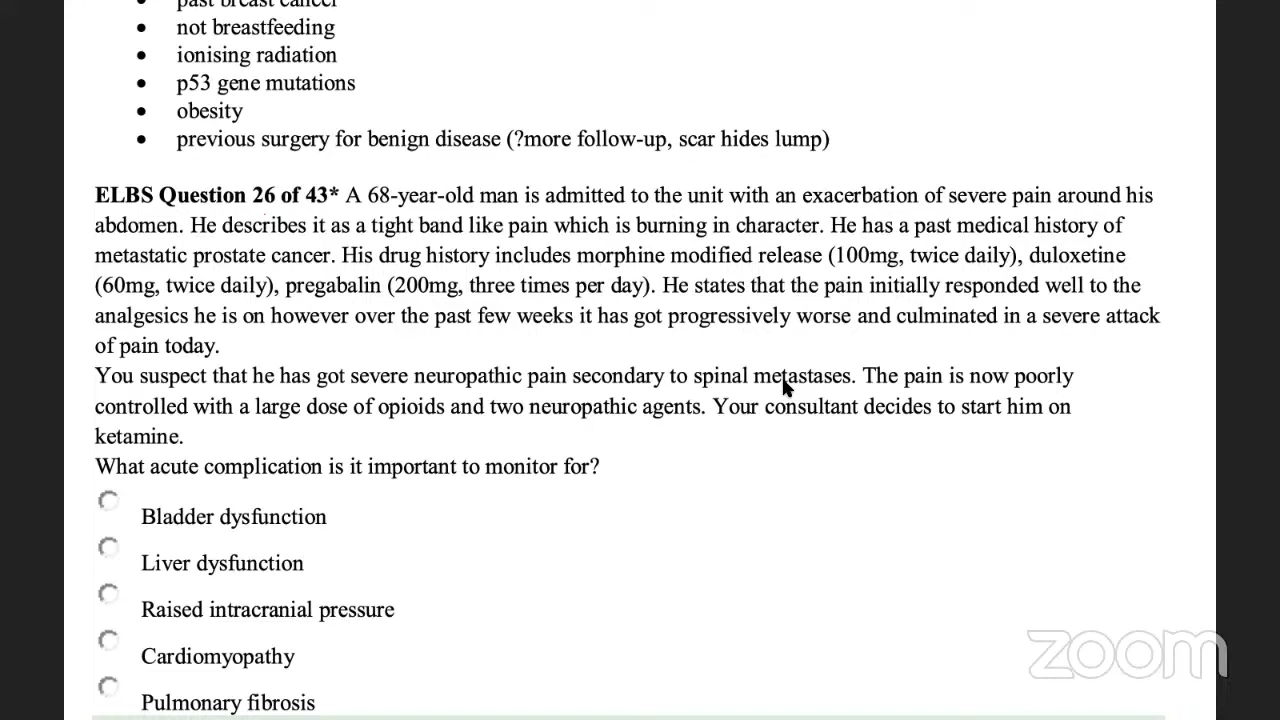 past breast cancer
not breastfeeding
ionising radiation
p53 gene mutations
obesity
previous surgery for benign disease (?more follow-up, scar hides lump)
ELBS Question 26 of 43* A 68-year-old man is admitted to the unit with an exacerbation of severe pain around his
abdomen. He describes it as a tight band like pain which is burning in character. He has a past medical history of
metastatic prostate cancer. His drug history includes morphine modified release (100mg, twice daily), duloxetine
(60mg, twice daily), pregabalin (200mg, three times per day). He states that the pain initially responded well to the
analgesics he is on however over the past few weeks it has got progressively worse and culminated in a severe attack
of pain today.
You suspect that he has got severe neuropathic pain secondary to spinal metastases. The pain is now poorly
controlled with a large dose of opioids and two neuropathic agents. Your consultant decides to start him on
ketamine.
What acute complication is it important to monitor for?
Bladder dysfunction
Liver dysfunction
Raised intracranial pressure
Cardiomyopathy
Pulmonary fibrosis
zoom